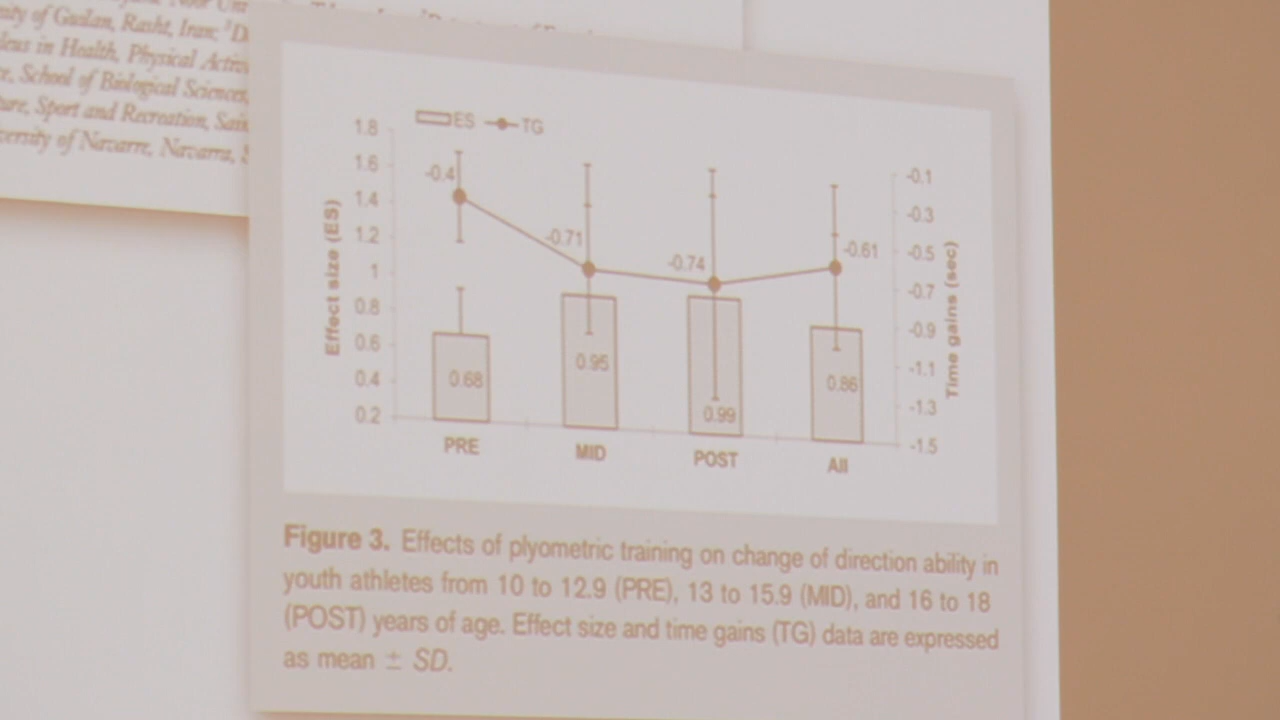 ity of Guilan, Rasht, Iran; ³D
in Health, Physical
, School of Biological Sciences,
, Sport and Recreation,
versity of Navarre, Navarra,
ES TG
1.8
1.6
1.4
1.2
1
0.8
0.6
0.4
0.2
Effect size (ES)
-0.4
-0.71
-0.74
-0.61
0.68
0.95
0.99
0.86
-0.1
-0.3
-0.5
-0.7
-0.9
-1.1
-1.3
-1.5
Time gains (sec)
PRE MID POST All
Figure 3. Effects of plyometric training on change of direction ability in
youth athletes from 10 to 12.9 (PRE), 13 to 15.9 (MID), and 16 to 18
(POST) years of age. Effect size and time gains (TG) data are expressed
as mean ± SD.